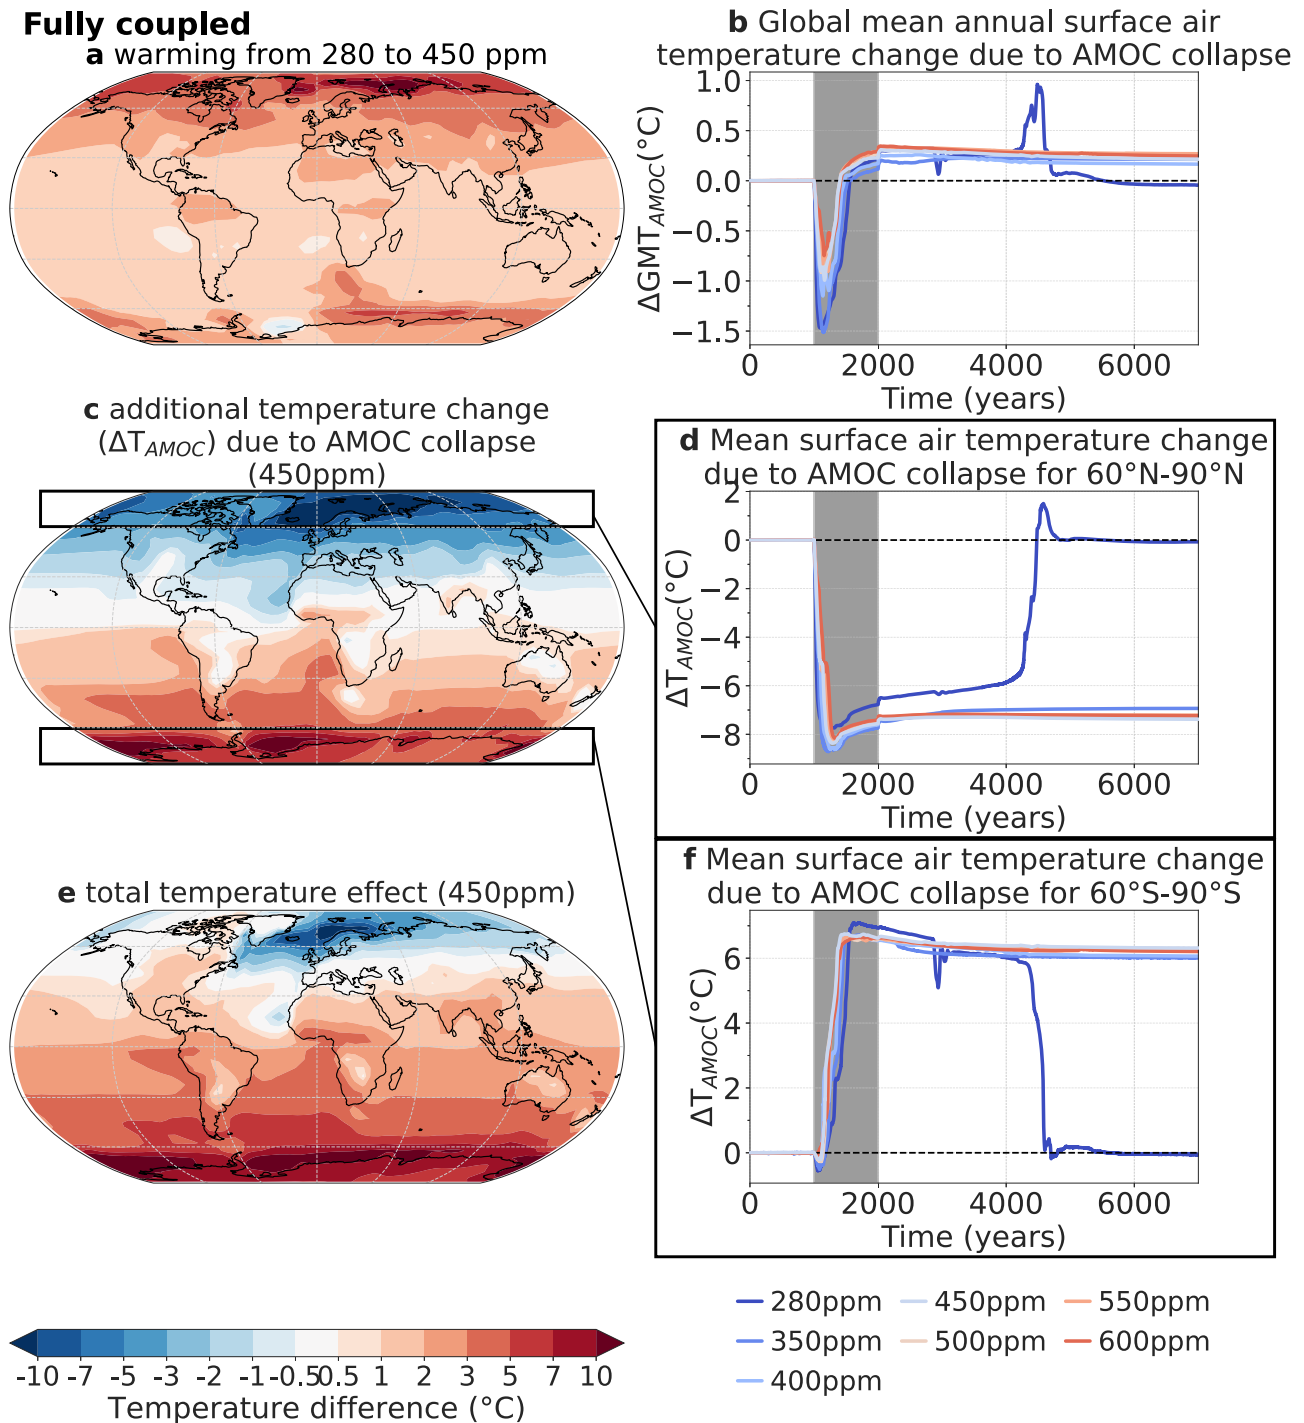 Fully coupled
a warming from 280 to 450 ppm
b Global mean annual surface air
temperature change due to AMOC collapse
ΔGMT_AMOC(°C)
1.0
0.5
0.0
−0.5
−1.0
−1.5
0 2000 4000 6000
Time (years)
c additional temperature change
(ΔT_AMOC) due to AMOC collapse
(450ppm)
d Mean surface air temperature change
due to AMOC collapse for 60°N-90°N
ΔT_AMOC(°C)
2
0
−2
−4
−6
−8
0 2000 4000 6000
Time (years)
e total temperature effect (450ppm)
f Mean surface air temperature change
due to AMOC collapse for 60°S-90°S
ΔT_AMOC(°C)
6
4
2
0
0 2000 4000 6000
Time (years)
280ppm 450ppm 550ppm
350ppm 500ppm 600ppm
400ppm
-10 -7 -5 -3 -2 -1 -0.5 0.5 1 2 3 5 7 10
Temperature difference (°C)